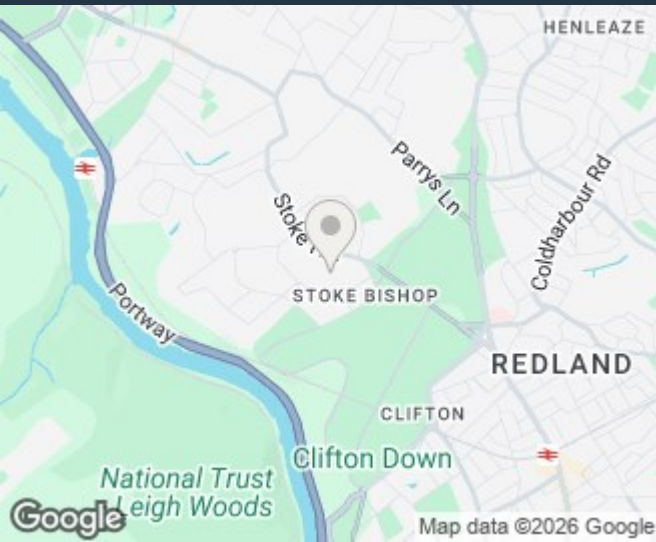 HENLEAZE
Parrys Ln
Coldharbour Rd
Stoke
STOKE BISHOP
Portway
REDLAND
CLIFTON
Clifton Down
National Trust
Leigh Woods
Google
Map data ©2026 Google